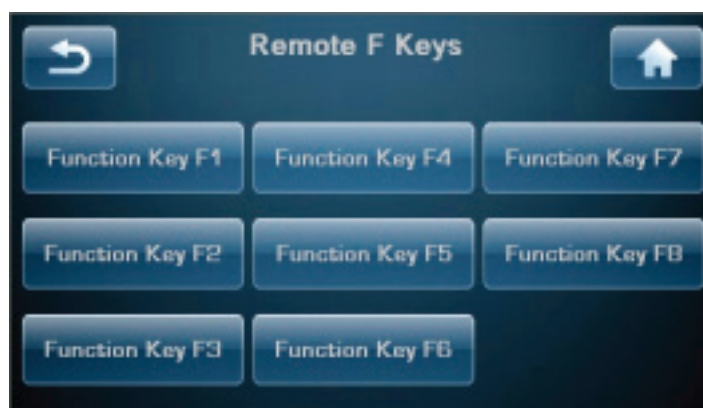 Remote F Keys
Function Key F1 Function Key F4 Function Key F7
Function Key F2 Function Key F5 Function Key F8
Function Key F3 Function Key F6